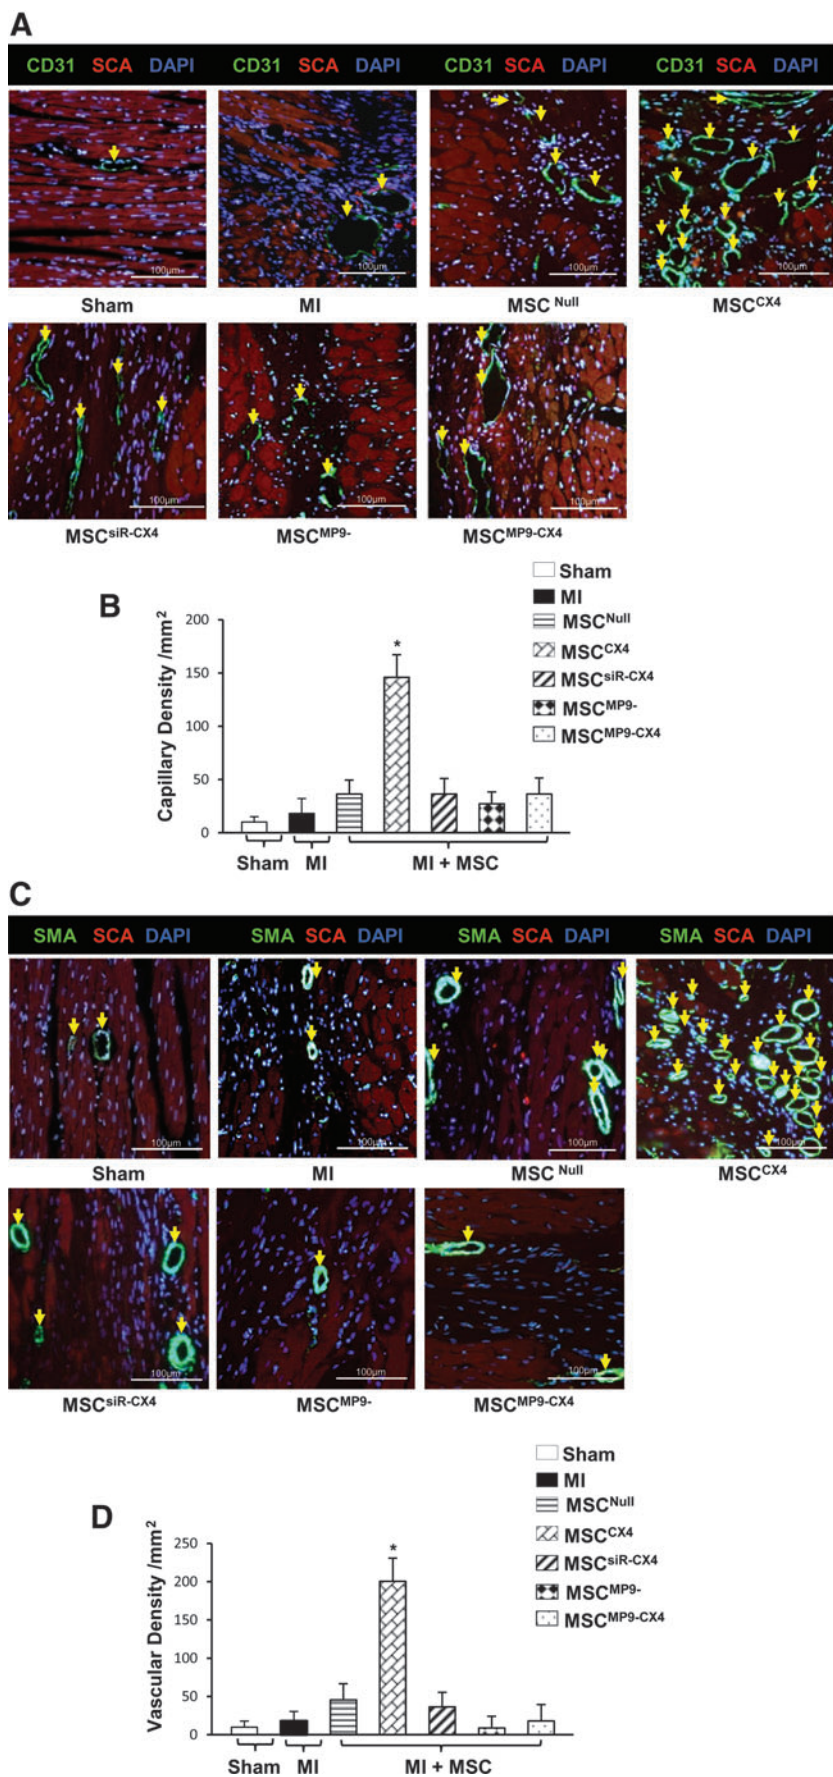 A
CD31 SCA DAPI CD31 SCA DAPI CD31 SCA DAPI CD31 SCA DAPI
100µm 100µm 100µm 100µm
Sham MI MSC Null MSC CX4
100µm 100µm 100µm
MSC siR-CX4 MSC MP9- MSC MP9-CX4
B
Capillary Density /mm2
200
150
100
50
0
*
Sham
MI
MSC Null
MSC CX4
MSC siR-CX4
MSC MP9-
MSC MP9-CX4
Sham MI MI + MSC
C
SMA SCA DAPI SMA SCA DAPI SMA SCA DAPI SMA SCA DAPI
100µm 100µm 100µm 100µm
Sham MI MSC Null MSC CX4
100µm 100µm 100µm
MSC siR-CX4 MSC MP9- MSC MP9-CX4
D
Vascular Density /mm2
250
200
150
100
50
0
*
Sham
MI
MSC Null
MSC CX4
MSC siR-CX4
MSC MP9-
MSC MP9-CX4
Sham MI MI + MSC